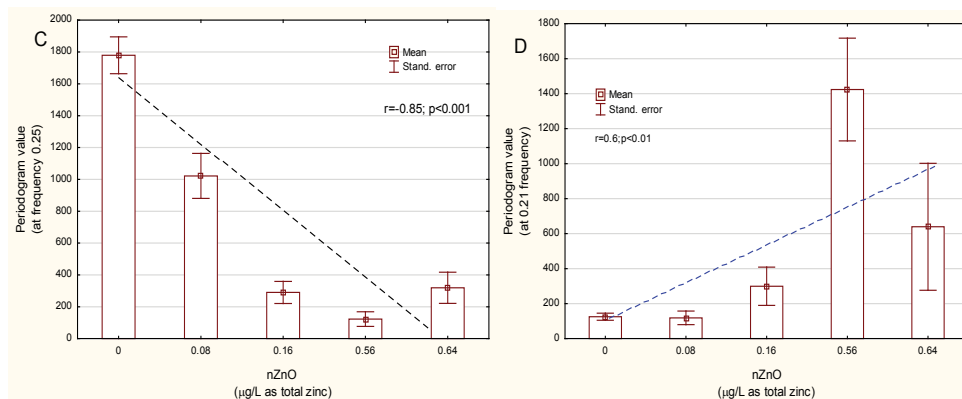 C
2000
1800
1600
1400
1200
1000
800
600
400
200
0
Periodogram value
(at frequency 0.25)
Mean
Stand. error
r=-0.85; p<0.001
0 0.08 0.16 0.56 0.64
nZnO
(µg/L as total zinc)
D
1800
1600
1400
1200
1000
800
600
400
200
0
Periodogram value
(at 0.21 frequency)
Mean
Stand. error
r=0.6;p<0.01
0 0.08 0.16 0.56 0.64
nZnO
(µg/L as total zinc)